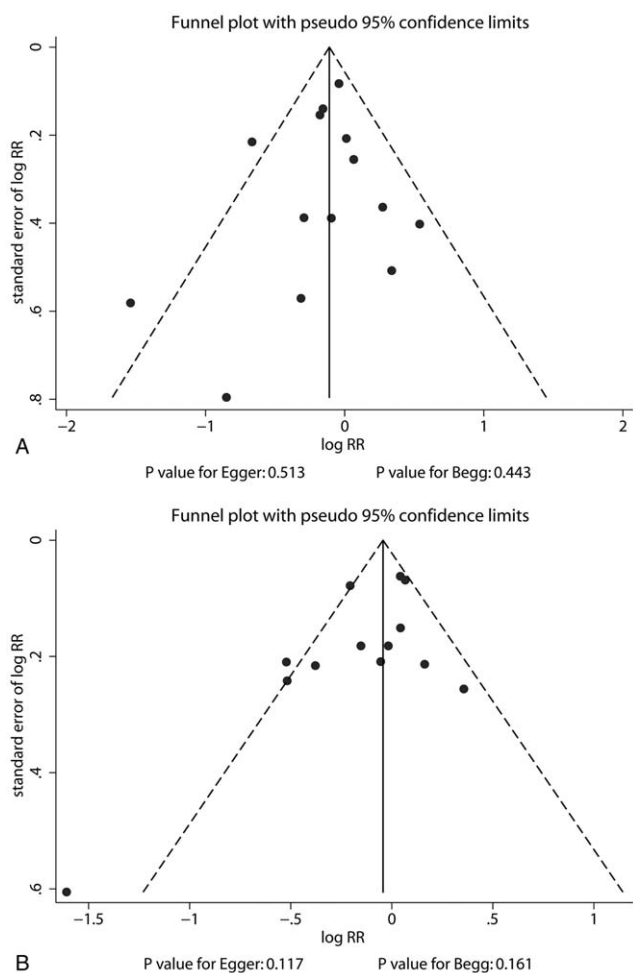 Funnel plot with pseudo 95% confidence limits
0
.2
.4
.6
.8
standard error of log RR
−2 −1 0 1 2
log RR
A
P value for Egger: 0.513 P value for Begg: 0.443
Funnel plot with pseudo 95% confidence limits
0
.2
.4
.6
standard error of log RR
−1.5 −1 −.5 0 .5 1
log RR
B
P value for Egger: 0.117 P value for Begg: 0.161